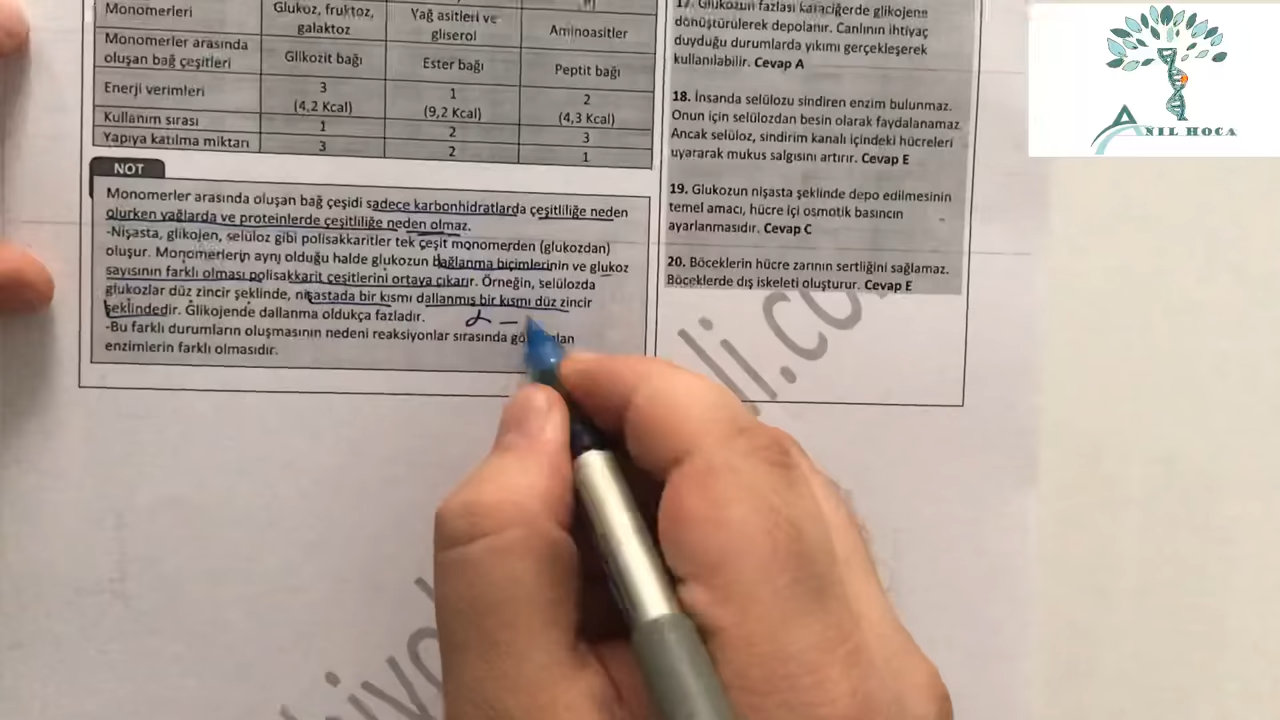 Monomerleri
Glukoz, fruktoz,
galaktoz
Yağ asitleri ve
gliserol
Aminoasitler
Monomerler arasında
oluşan bağ çeşitleri
Glikozit bağı
Ester bağı
Peptit bağı
Enerji verimleri
3
(4,2 Kcal)
1
(9,2 Kcal)
2
(4,3 Kcal)
Kullanım sırası
1
2
3
Yapıya katılma miktarı
3
2
1
NOT
Monomerler arasında oluşan bağ çeşidi sadece karbonhidratlarda çeşitliliğe neden
olurken yağlarda ve proteinlerde çeşitliliğe neden olmaz.
-Nişasta, glikojen, selüloz gibi polisakkaritler tek çeşit monomerden (glukozdan)
oluşur. Monomerlerin aynı olduğu halde glukozun bağlanma biçimlerinin ve glukoz
sayısının farklı olması polisakkarit çeşitlerini ortaya çıkarır. Örneğin, selülozda
glukozlar düz zincir şeklinde, nişastada bir kısmı dallanmış bir kısmı düz zincir
şeklindedir. Glikojende dallanma oldukça fazladır.
-Bu farklı durumların oluşmasının nedeni reaksiyonlar sırasında
enzimlerin farklı olmasıdır.
17. Glukozun fazlası karaciğerde glikojene
dönüştürülerek depolanır. Canlının ihtiyaç
duyduğu durumlarda yıkımı gerçekleşerek
kullanılabilir. Cevap A
18. İnsanda selülozu sindiren enzim bulunmaz.
Onun için selülozdan besin olarak faydalanamaz
Ancak selüloz, sindirim kanalı içindeki hücreleri
uyararak mukus salgısını artırır. Cevap E
19. Glukozun nişasta şeklinde depo edilmesinin
temel amacı, hücre içi osmotik basıncın
ayarlanmasıdır. Cevap C
20. Böceklerin hücre zarının sertliğini sağlamaz.
Böceklerde dış iskeleti oluşturur. Cevap E
ANIL HOCA